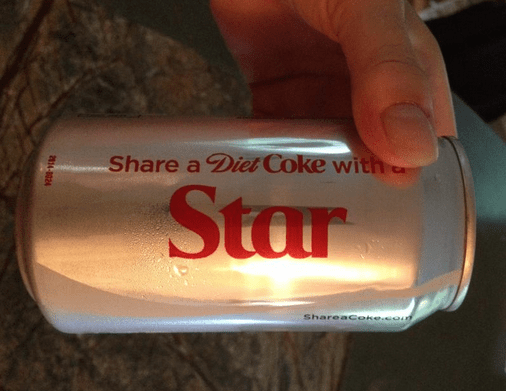 Share a Diet Coke with a
Star
ShareaCoke.com